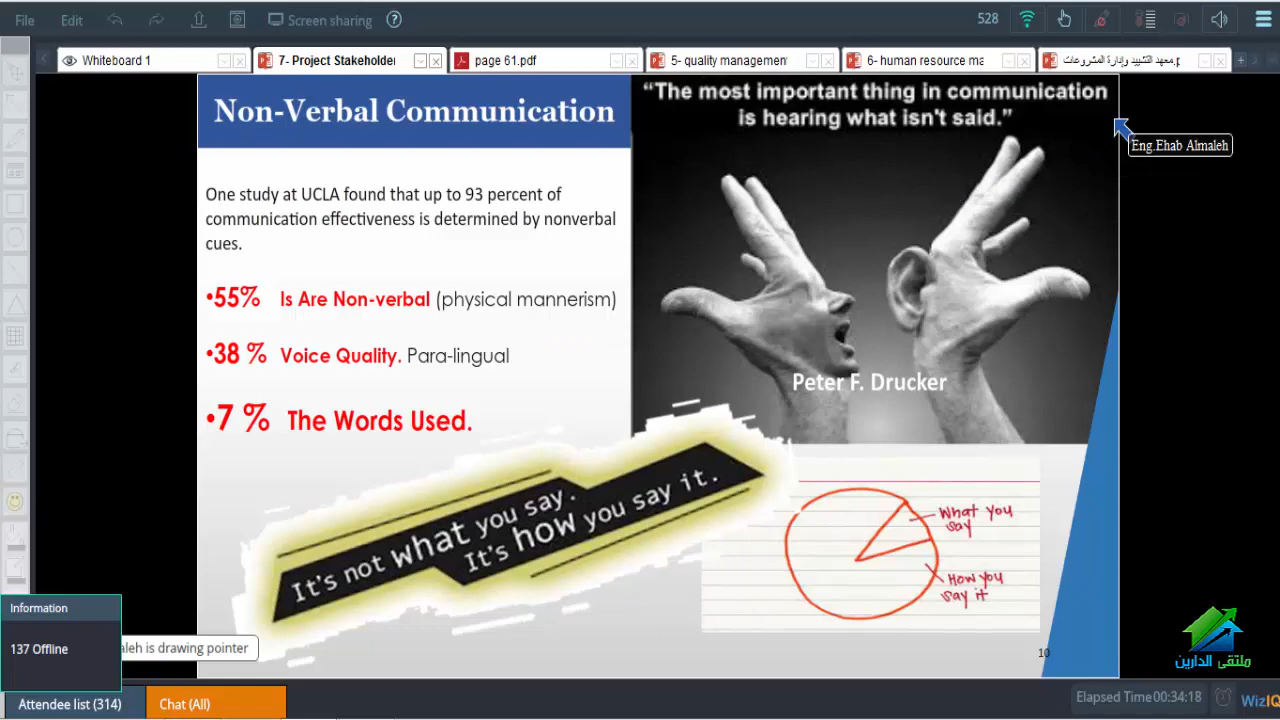 File Edit Screen sharing ? 528
Whiteboard 1
7- Project Stakeholder
page 61.pdf
5- quality management
6- human resource ma
معهد التشييد وإدارة المشروعات.p
Non-Verbal Communication
“The most important thing in communication
is hearing what isn't said.”
Eng.Ehab Almaleh
One study at UCLA found that up to 93 percent of
communication effectiveness is determined by nonverbal
cues.
•55% Is Are Non-verbal (physical mannerism)
•38 % Voice Quality. Para-lingual
•7 % The Words Used.
Peter F. Drucker
It's not what you say.
It's how you say it.
What you
say
How you
say it
10
Information
137 Offline
aleh is drawing pointer
ملتقى الدارين
Attendee list (314)
Chat (All)
Elapsed Time00:34:18
WizIQ